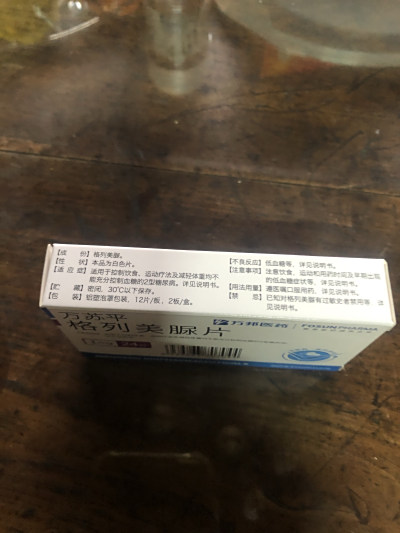 【成　份】格列美脲。
【性　状】本品为白色片。
【适 应 症】适用于控制饮食、运动疗法及减轻体重均不
能充分控制血糖的2型糖尿病。详见说明书。
【贮　藏】密闭，30℃以下保存。
【包　装】铝塑泡罩包装，12片/板，2板/盒。
【不良反应】低血糖等，详见说明书。
【注意事项】注意饮食、运动和用药时间及早期出现
的低血糖症状等，详见说明书。
【用法用量】遵医嘱口服用药。详见说明书。
【禁　忌】已知对格列美脲有过敏史者禁用等，详
见说明书。
万苏平
格列美脲片
万邦医药
FOSUNPHARMA